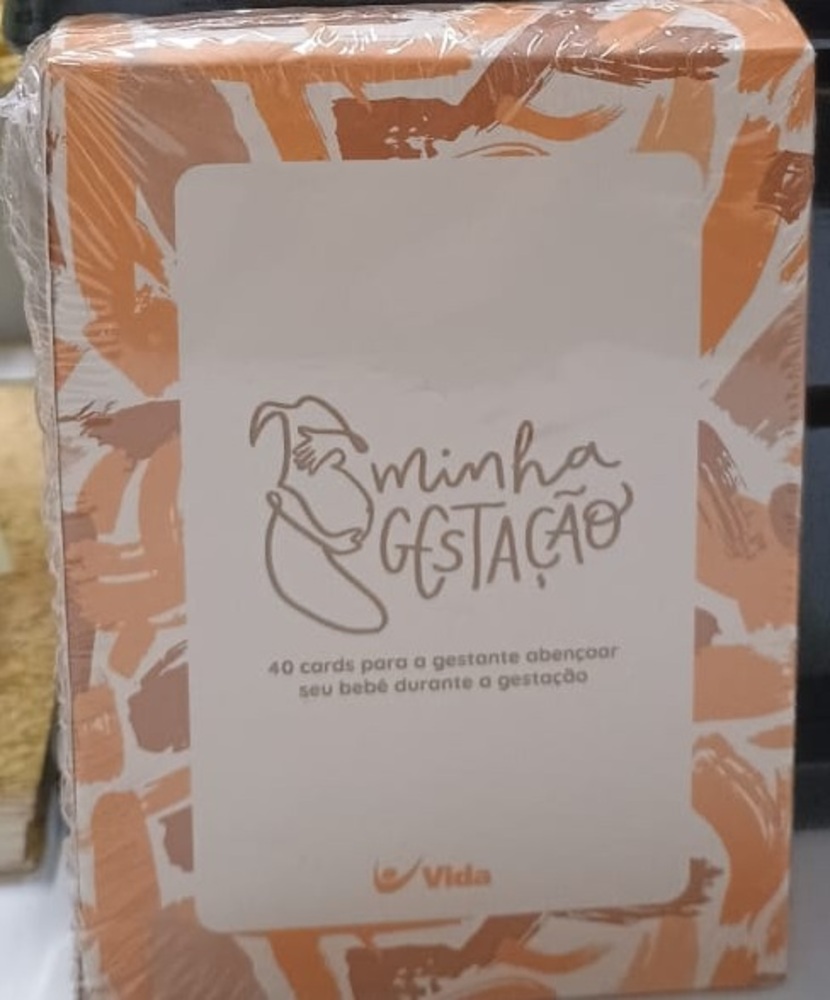 minha
GESTAÇÃO
40 cards para a gestante abençoar
seu bebê durante a gestação
Vida